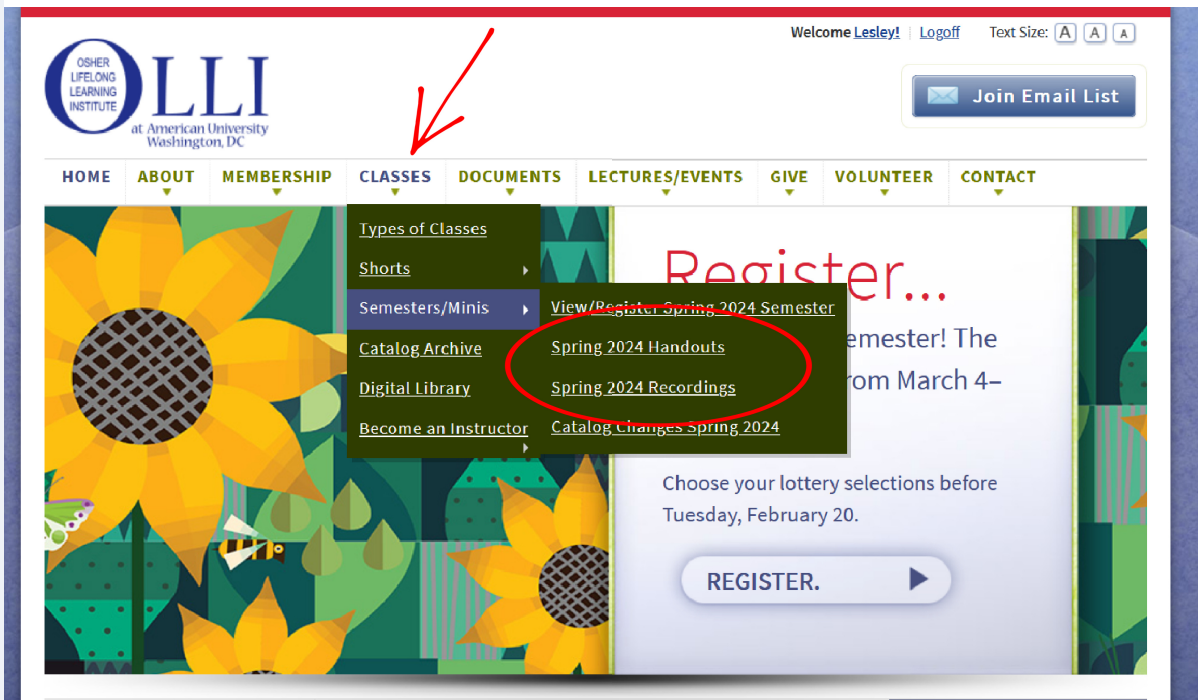 Welcome Lesley! | Logoff Text Size: A A A
OSHER
LIFELONG
LEARNING
INSTITUTE
OLLI
at American University
Washington, DC
Join Email List
HOME ABOUT MEMBERSHIP CLASSES DOCUMENTS LECTURES/EVENTS GIVE VOLUNTEER CONTACT
Types of Classes
Shorts
Semesters/Minis
Catalog Archive
Digital Library
Become an Instructor
View/Register Spring 2024 Semester
Spring 2024 Handouts
Spring 2024 Recordings
Catalog Changes Spring 2024
Register...
emester! The
rom March 4–
Choose your lottery selections before
Tuesday, February 20.
REGISTER.